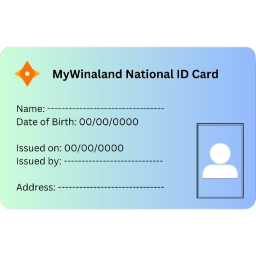 MyWinaland National ID Card
Name: ---------------------------------
Date of Birth: 00/00/0000
Issued on: 00/00/0000
Issued by: ----------------------------
Address: ------------------------------